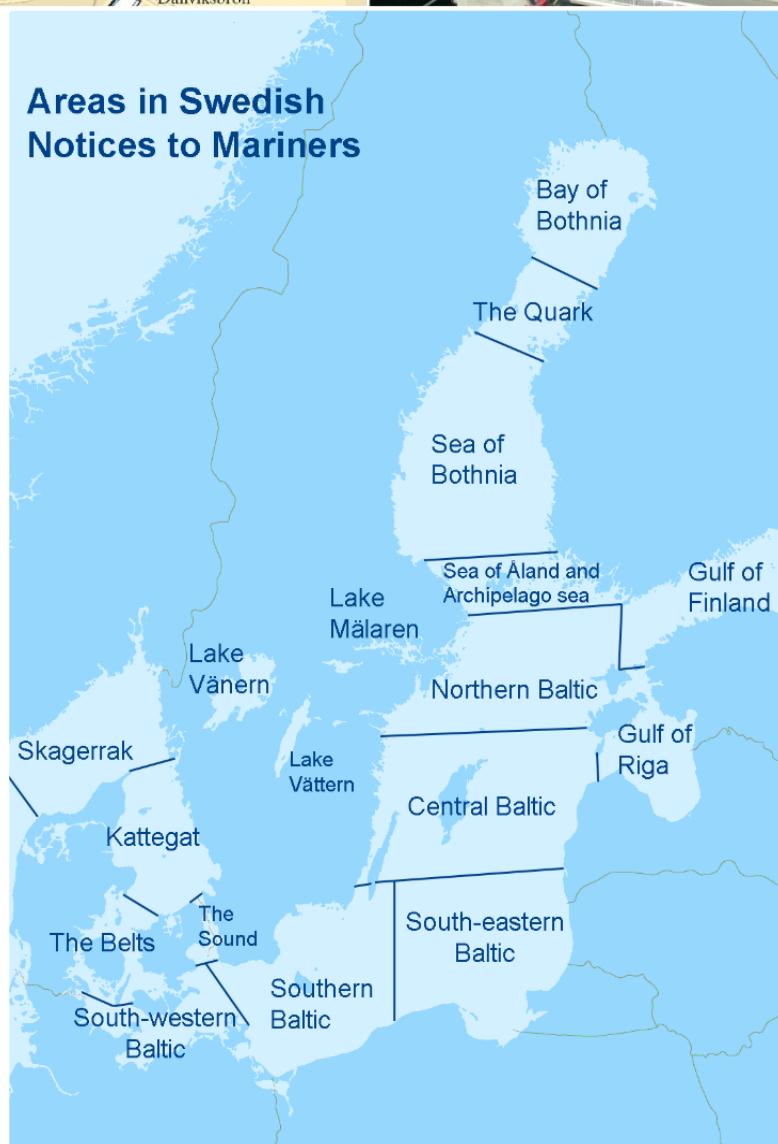 Danviksbron
Areas in Swedish
Notices to Mariners
Bay of
Bothnia
The Quark
Sea of
Bothnia
Sea of Åland and
Archipelago sea
Gulf of
Finland
Lake
Mälaren
Lake
Vänern
Northern Baltic
Skagerrak
Lake
Vättern
Gulf of
Riga
Central Baltic
Kattegat
The Belts
The
Sound
South-eastern
Baltic
Southern
Baltic
South-western
Baltic